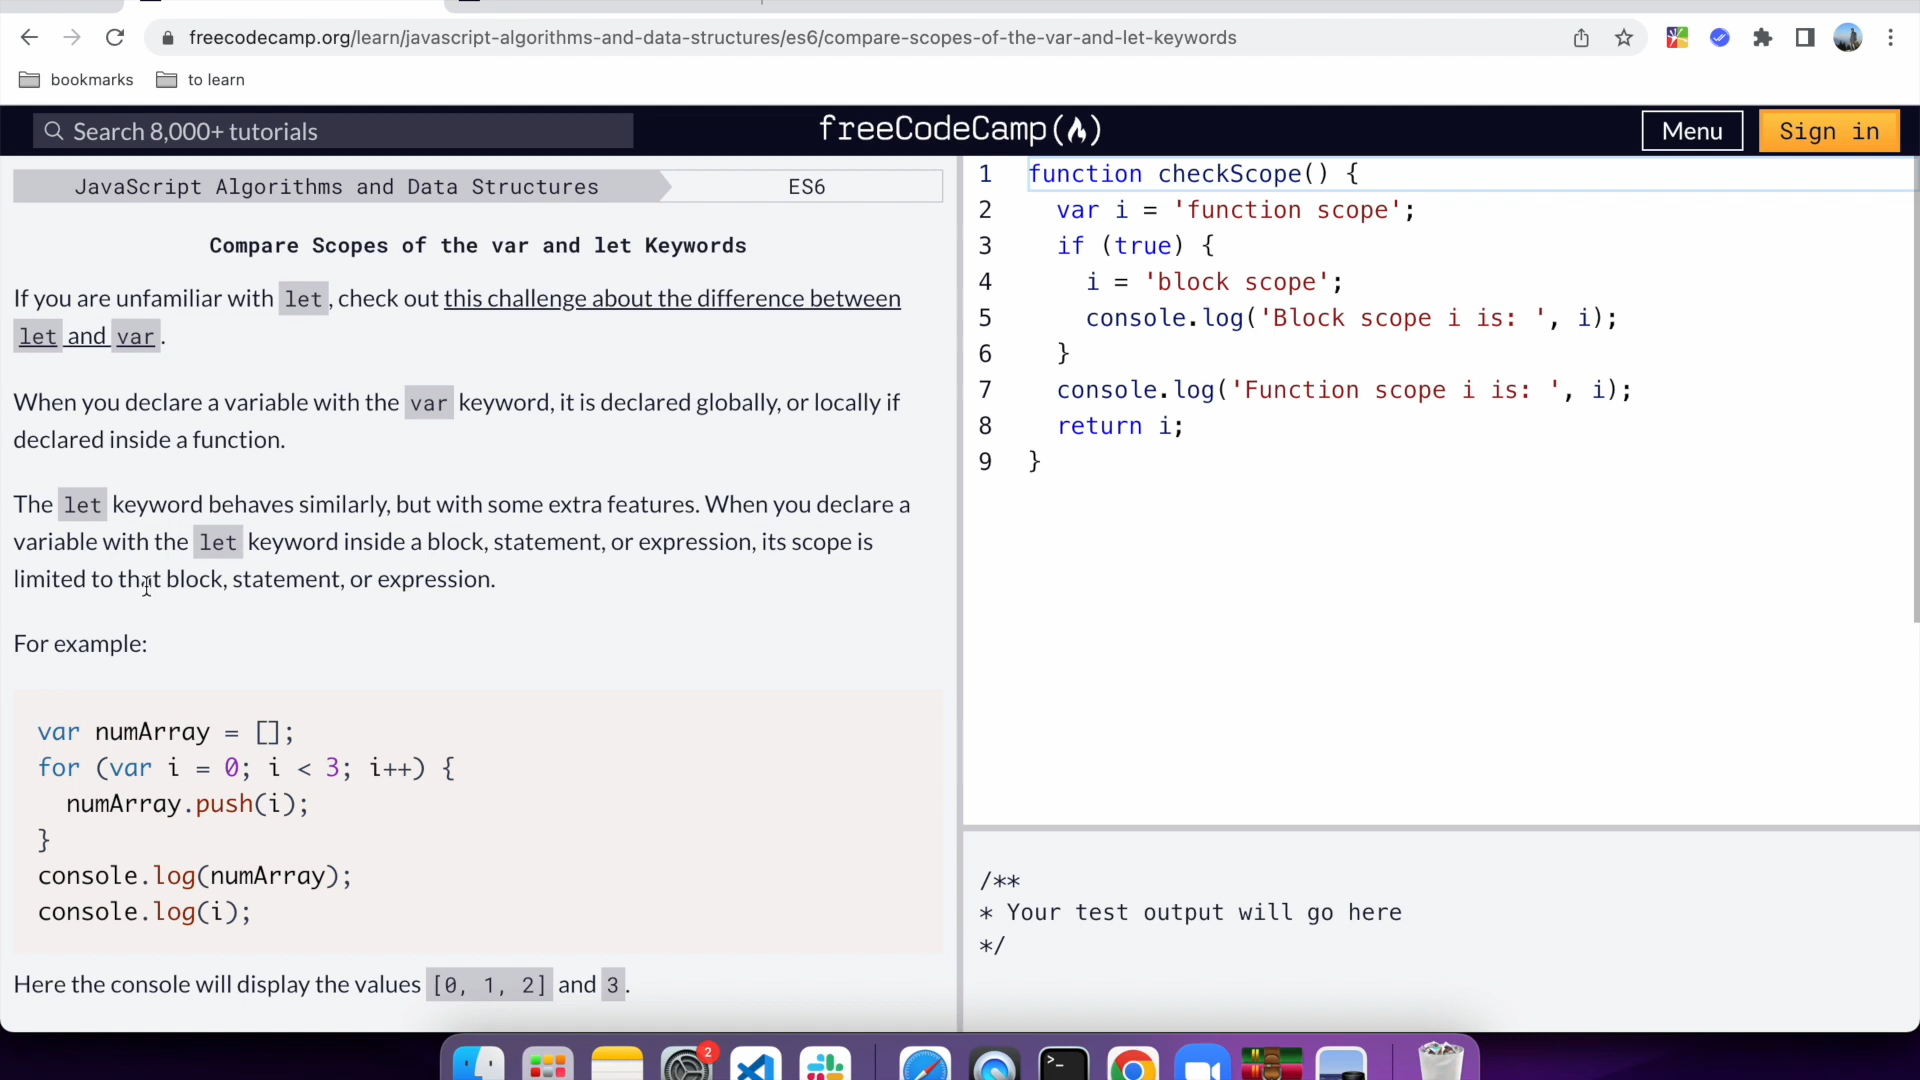 freecodecamp.org/learn/javascript-algorithms-and-data-structures/es6/compare-scopes-of-the-var-and-let-keywords
bookmarks to learn
Search 8,000+ tutorials
freeCodeCamp(🔥)
Menu
Sign in
JavaScript Algorithms and Data Structures
ES6
Compare Scopes of the var and let Keywords
If you are unfamiliar with let, check out this challenge about the difference between
let and var.
When you declare a variable with the var keyword, it is declared globally, or locally if
declared inside a function.
The let keyword behaves similarly, but with some extra features. When you declare a
variable with the let keyword inside a block, statement, or expression, its scope is
limited to that block, statement, or expression.
For example:
var numArray = [];
for (var i = 0; i < 3; i++) {
numArray.push(i);
}
console.log(numArray);
console.log(i);
Here the console will display the values [0, 1, 2] and 3.
1 function checkScope() {
2 var i = 'function scope';
3 if (true) {
4 i = 'block scope';
5 console.log('Block scope i is: ', i);
6 }
7 console.log('Function scope i is: ', i);
8 return i;
9 }
/**
* Your test output will go here
*/
2
>_